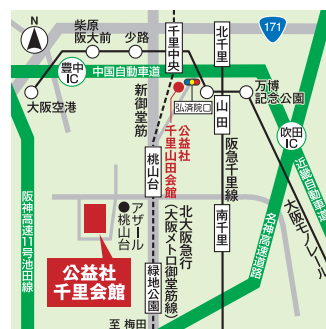 N
柴原
阪大前
少路
千里
中央
北千里
171
豊中
IC
中国自動車道
大阪空港
弘済院口
山田
万博
記念公園
吹田
IC
新御堂筋
公益社
千里山田会館
桃山台
阪急千里線
近畿自動車道
大阪モノレール
阪神高速11号池田線
アザール
桃山台
北大阪急行
(大阪メトロ御堂筋線)
南千里
名神高速道路
公益社
千里会館
緑地公園
至 梅田